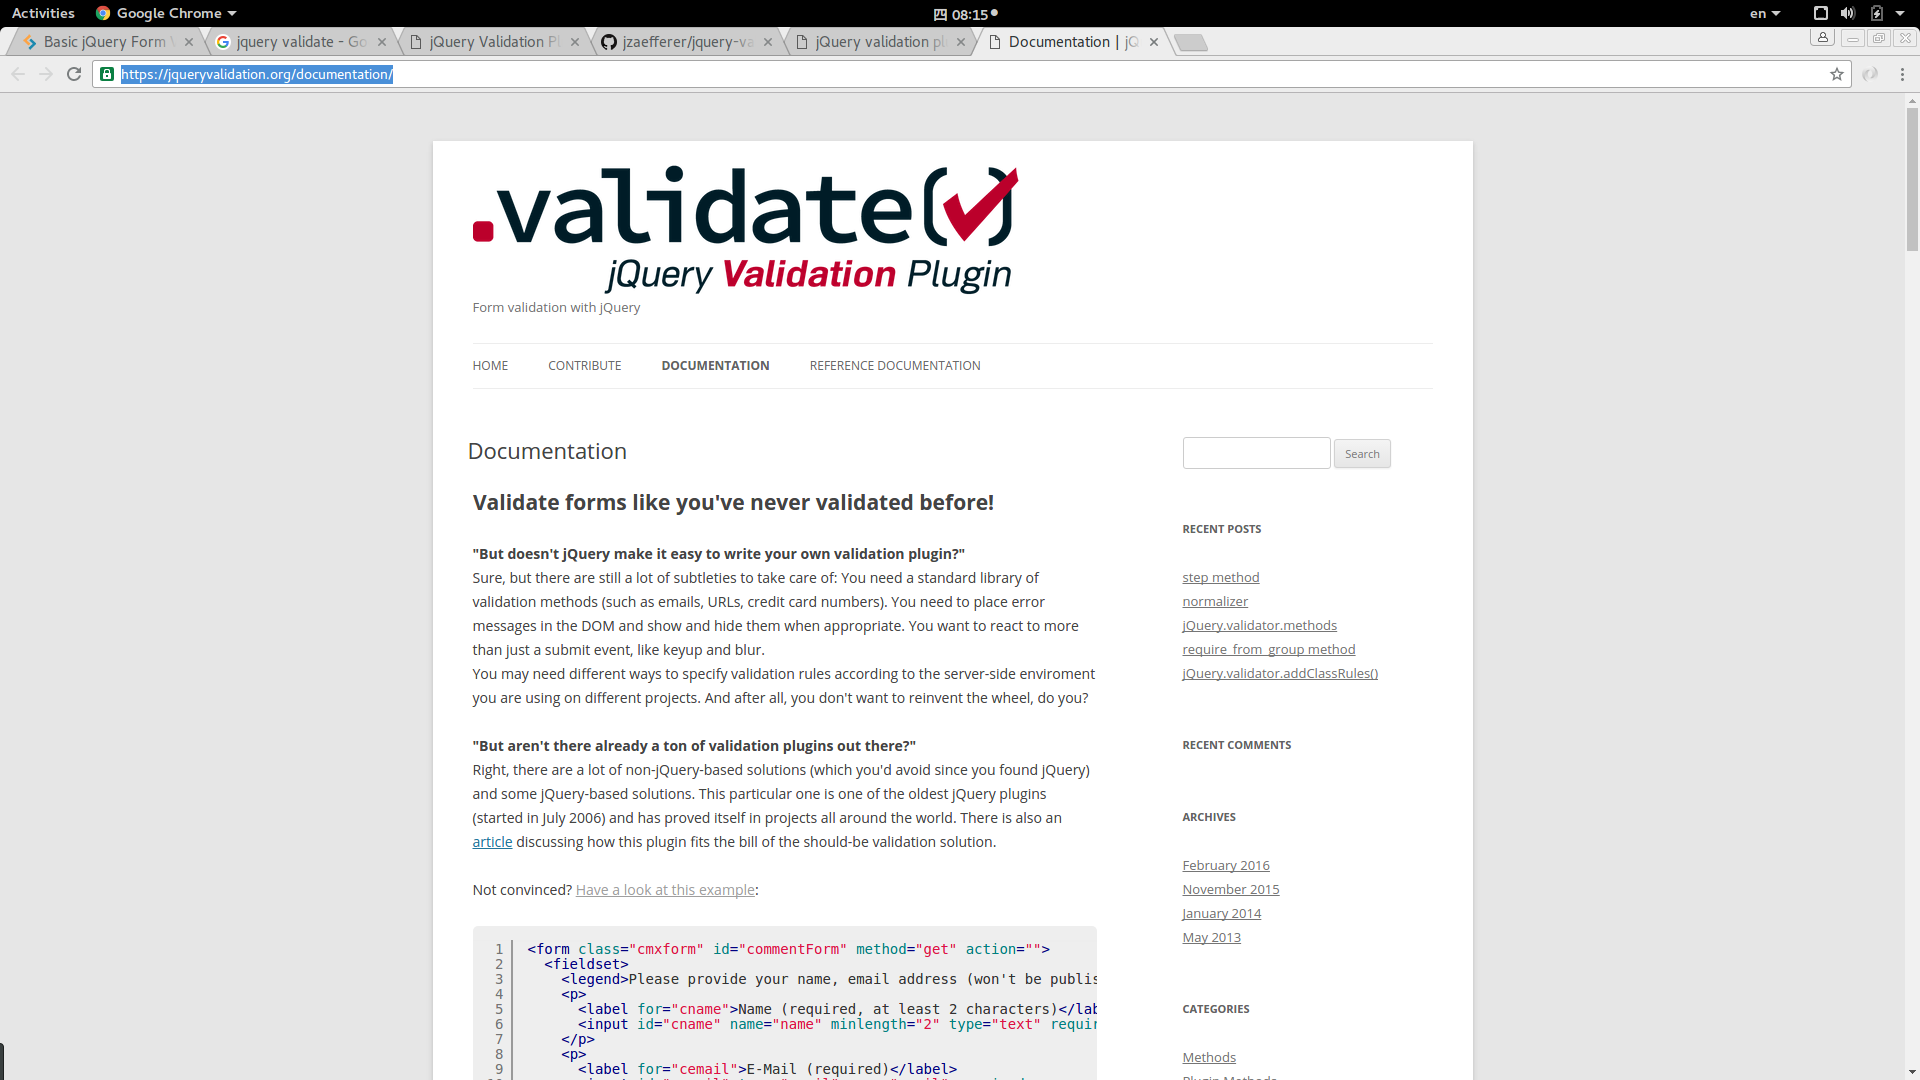 Activities Google Chrome 四 08:15 en
Basic jQuery Form V jquery validate - Go jQuery Validation Pl jzaefferer/jquery-va jQuery validation pl Documentation | jQ
https://jqueryvalidation.org/documentation/
.validate()
jQuery Validation Plugin
Form validation with jQuery
HOME CONTRIBUTE DOCUMENTATION REFERENCE DOCUMENTATION
Documentation
Search
Validate forms like you've never validated before!
"But doesn't jQuery make it easy to write your own validation plugin?"
Sure, but there are still a lot of subtleties to take care of: You need a standard library of
validation methods (such as emails, URLs, credit card numbers). You need to place error
messages in the DOM and show and hide them when appropriate. You want to react to more
than just a submit event, like keyup and blur.
You may need different ways to specify validation rules according to the server-side enviroment
you are using on different projects. And after all, you don't want to reinvent the wheel, do you?
"But aren't there already a ton of validation plugins out there?"
Right, there are a lot of non-jQuery-based solutions (which you'd avoid since you found jQuery)
and some jQuery-based solutions. This particular one is one of the oldest jQuery plugins
(started in July 2006) and has proved itself in projects all around the world. There is also an
article discussing how this plugin fits the bill of the should-be validation solution.
Not convinced? Have a look at this example:
1 <form class="cmxform" id="commentForm" method="get" action="">
2 <fieldset>
3 <legend>Please provide your name, email address (won't be publis
4 <p>
5 <label for="cname">Name (required, at least 2 characters)</lab
6 <input id="cname" name="name" minlength="2" type="text" requir
7 </p>
8 <p>
9 <label for="cemail">E-Mail (required)</label>
RECENT POSTS
step method
normalizer
jQuery.validator.methods
require_from_group method
jQuery.validator.addClassRules()
RECENT COMMENTS
ARCHIVES
February 2016
November 2015
January 2014
May 2013
CATEGORIES
Methods
Plugin Methods